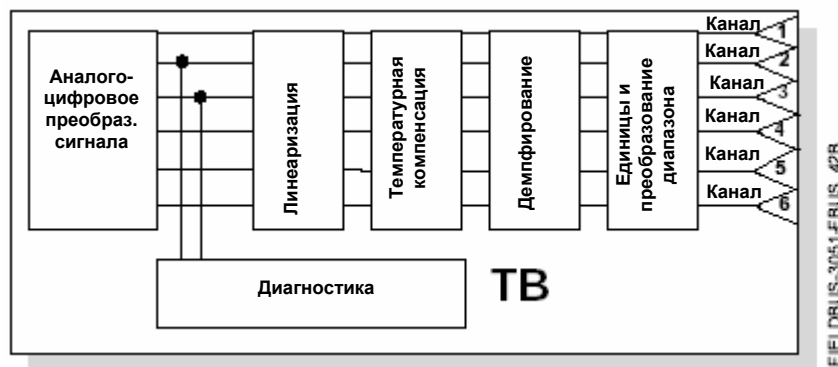 Аналого-
цифровое
преобраз.
сигнала
Линеаризация
Температурная
компенсация
Демпфирование
Единицы и
преобразование
диапазона
Канал 1
Канал 2
Канал 3
Канал 4
Канал 5
Канал 6
Диагностика
TB
FIELDBUS-3051-FBUS_42B